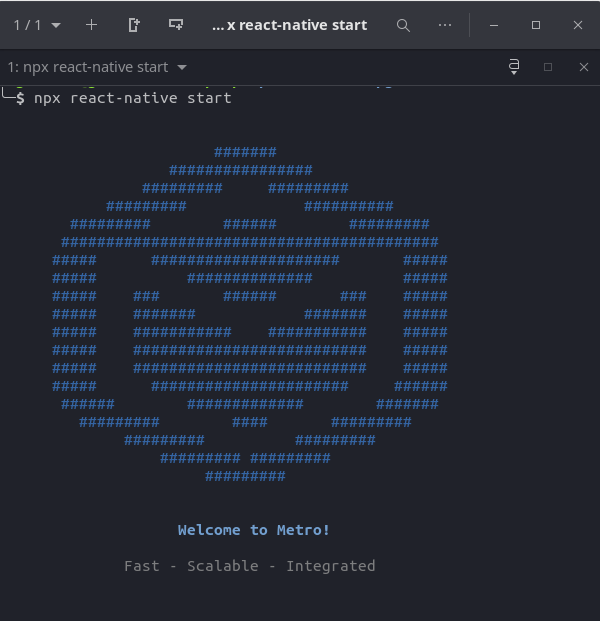 1 / 1
... x react-native start
1: npx react-native start
$ npx react-native start
#######
################
#########     #########
#########             ##########
#########        ######        #########
##########################################
#####      #####################       #####
#####          ##############          #####
#####    ###       ######       ###    #####
#####    #######            #######    #####
#####    ###########    ###########    #####
#####    ##########################    #####
#####    ##########################    #####
#####      ######################     ######
######        #############        #######
#########        ####       #########
#########          #########
######### #########
#########
Welcome to Metro!
Fast - Scalable - Integrated